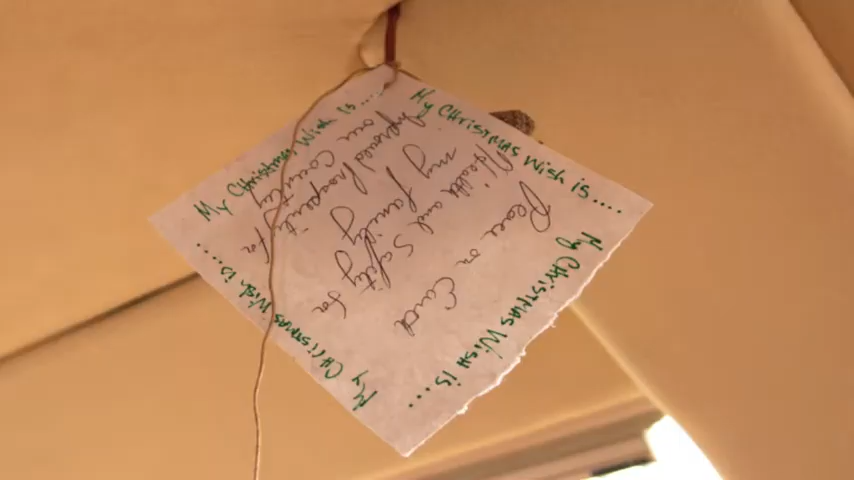 My CHRISTMAS Wish is....
My CHRISTMAS Wish is....
My CHRISTMAS Wish is...
My CHRISTMAS Wish is...
Peace on Earth
Health and Safety for
my family
Improved Prosperity for
our Country